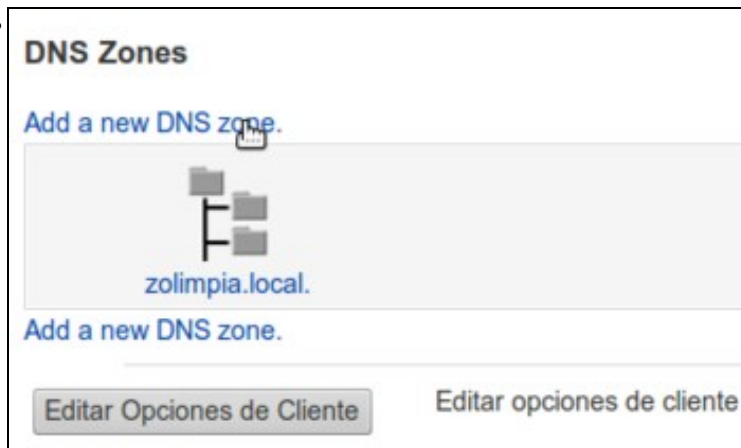 DNS Zones
Add a new DNS zone.
zolimpia.local.
Add a new DNS zone.
Editar Opciones de Cliente
Editar opciones de cliente